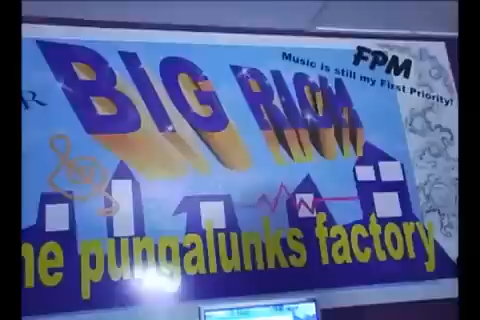 FPM
Music is still my First Priority!
R
BIG RICH
he pungalunks factory